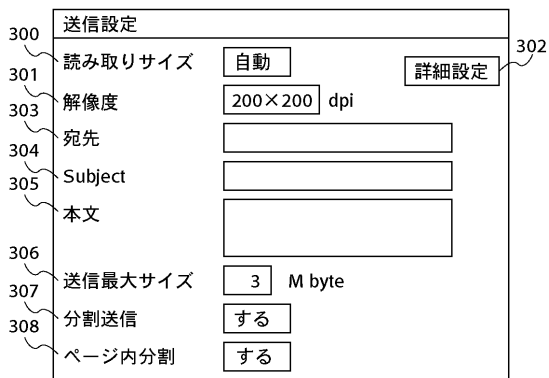 送信設定
300 読み取りサイズ 自動
302 詳細設定
301 解像度 200×200 dpi
303 宛先
304 Subject
305 本文
306 送信最大サイズ 3 M byte
307 分割送信 する
308 ページ内分割 する